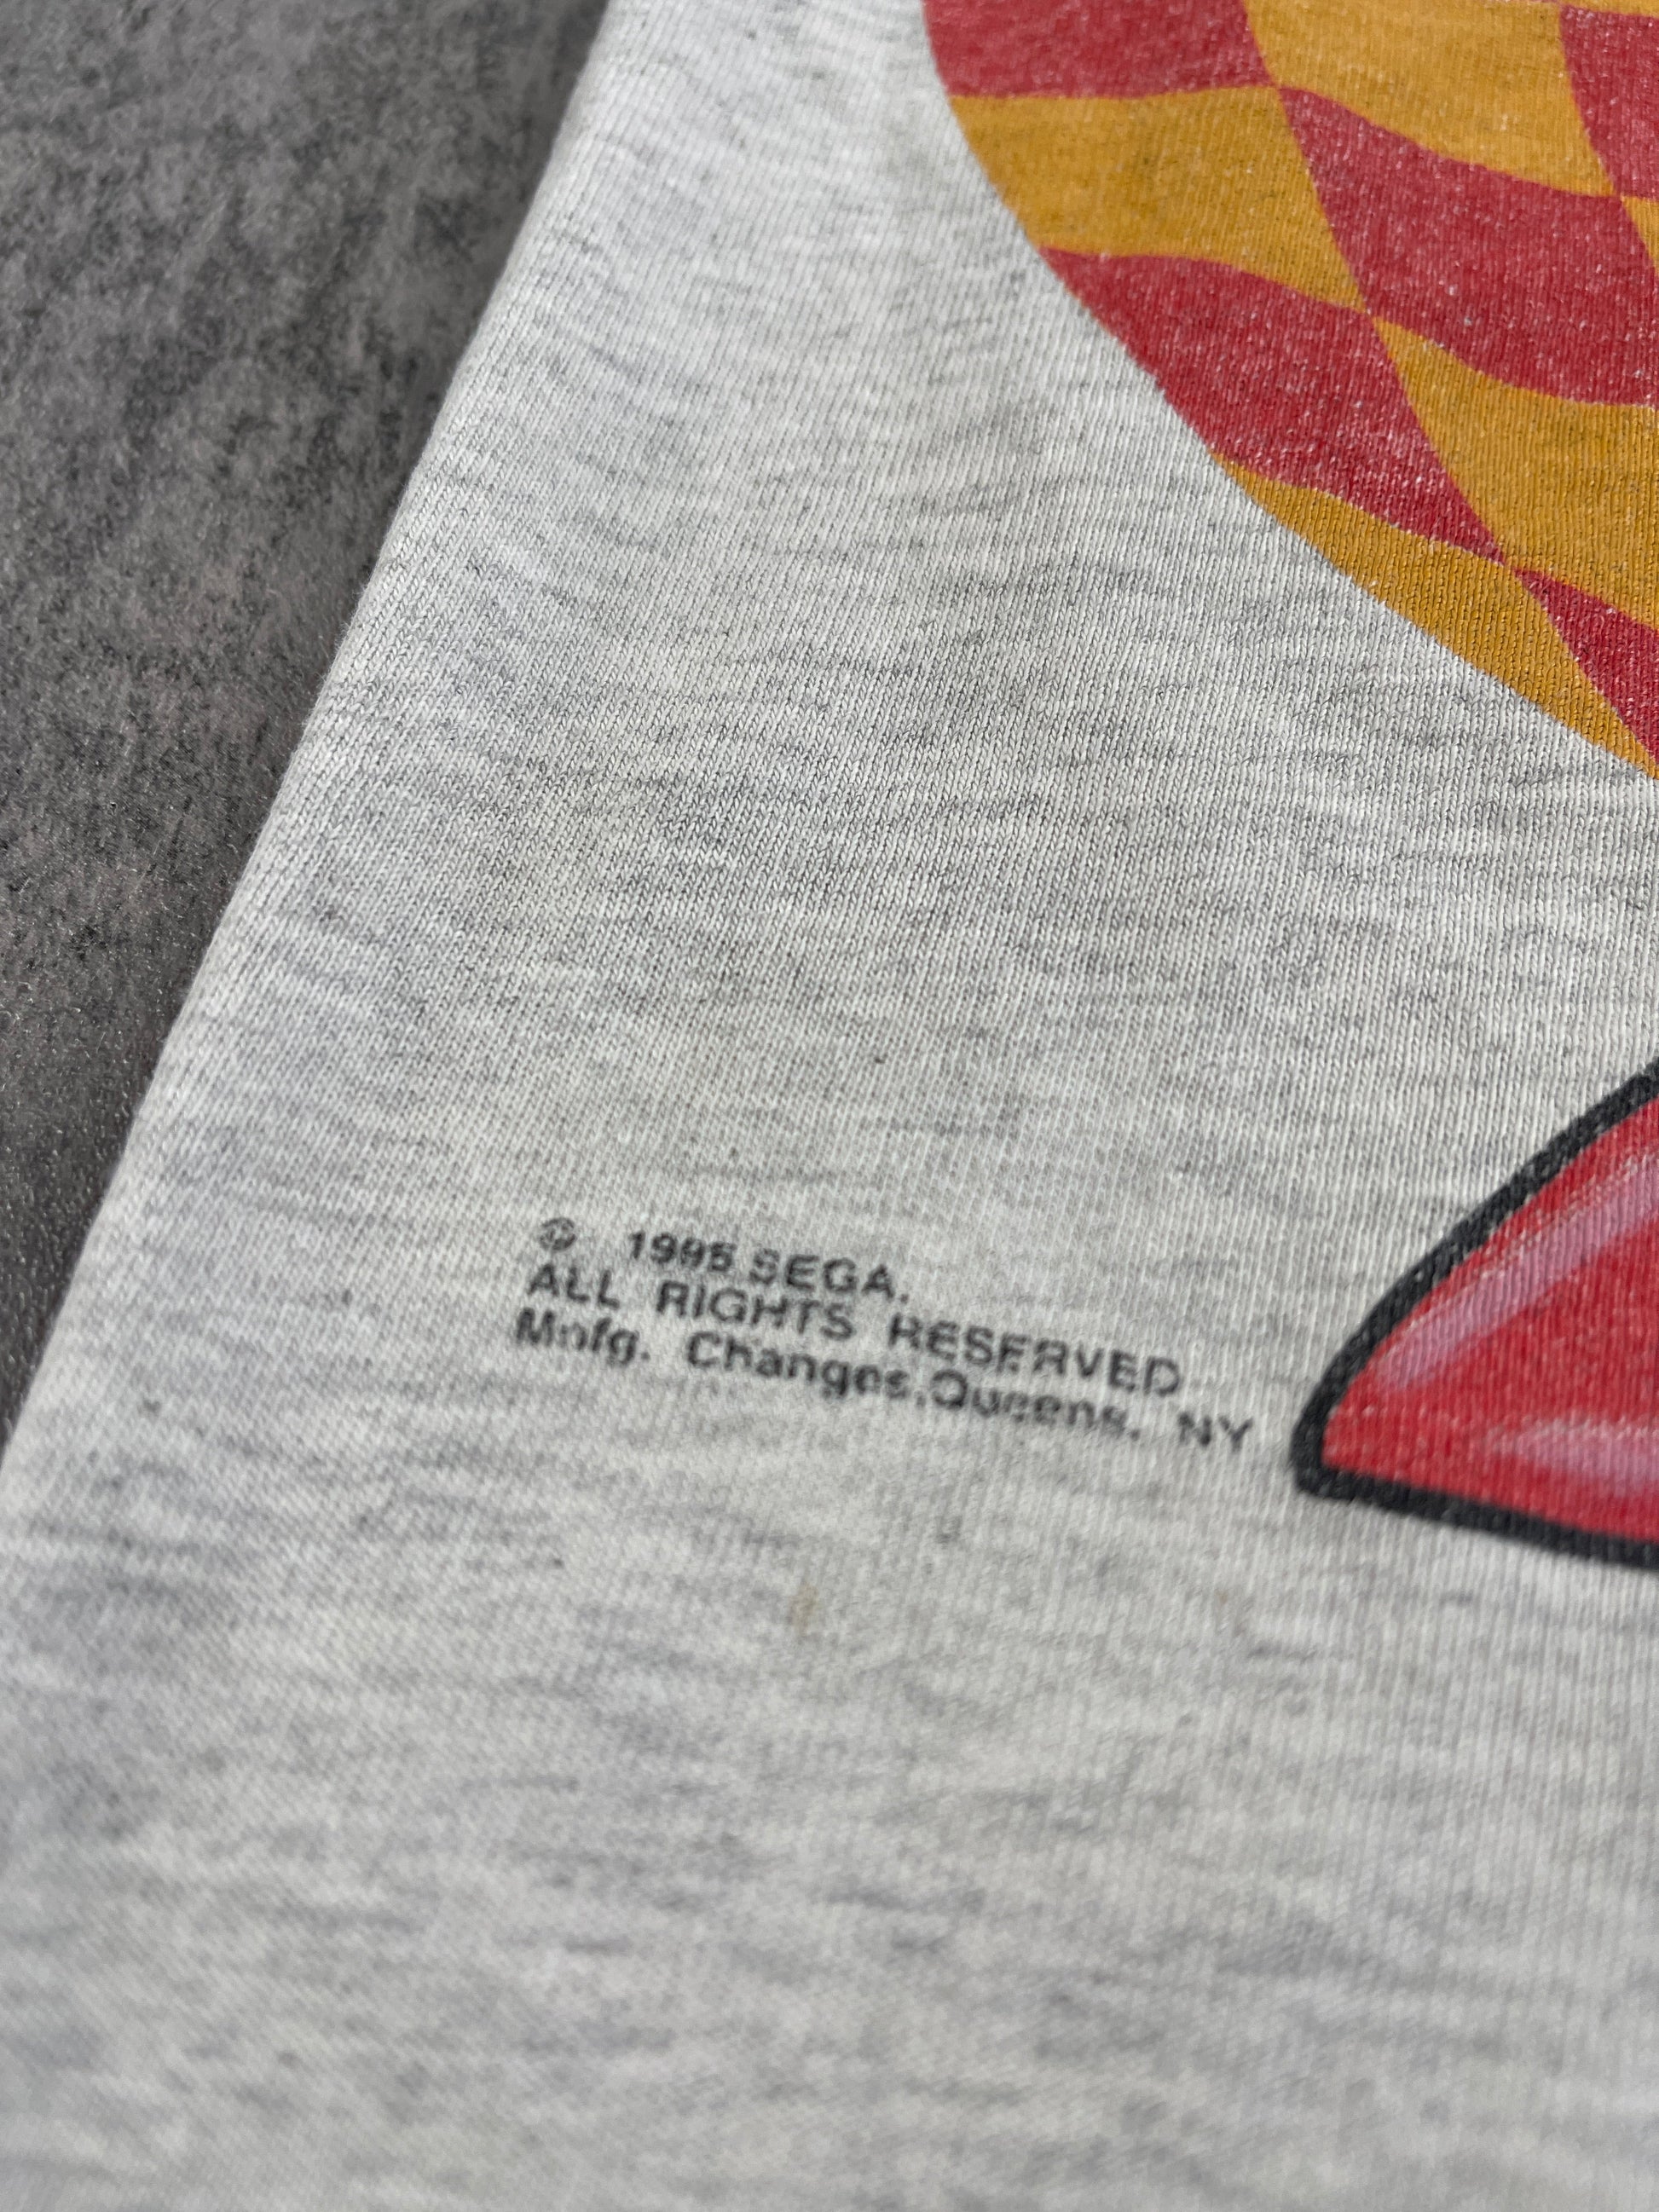 © 1995 SEGA.
ALL RIGHTS RESERVED
Mnfg. Changes, Queens, NY